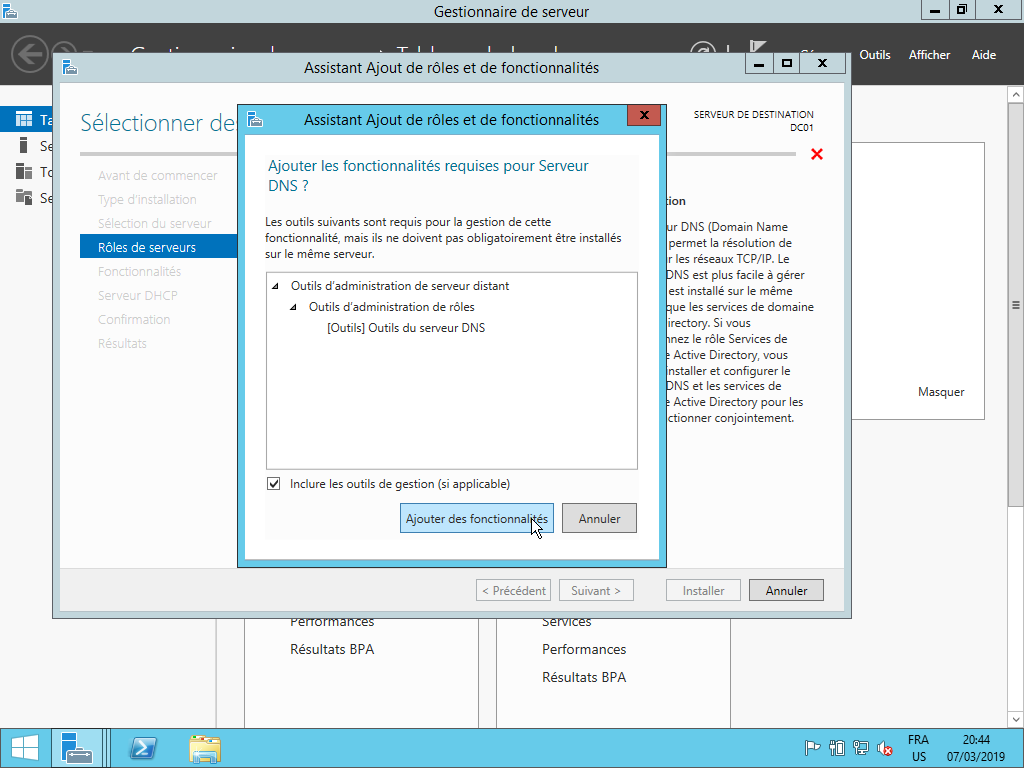 Gestionnaire de serveur
Outils Afficher Aide
Assistant Ajout de rôles et de fonctionnalités
Sélectionner des
SERVEUR DE DESTINATION
DC01
Avant de commencer
Type d'installation
Sélection du serveur
Rôles de serveurs
Fonctionnalités
Serveur DHCP
Confirmation
Résultats
Assistant Ajout de rôles et de fonctionnalités
X
Ajouter les fonctionnalités requises pour Serveur
DNS ?
Les outils suivants sont requis pour la gestion de cette
fonctionnalité, mais ils ne doivent pas obligatoirement être installés
sur le même serveur.
Outils d'administration de serveur distant
Outils d'administration de rôles
[Outils] Outils du serveur DNS
Inclure les outils de gestion (si applicable)
Ajouter des fonctionnalités Annuler
tion
ur DNS (Domain Name
permet la résolution de
r les réseaux TCP/IP. Le
DNS est plus facile à gérer
est installé sur le même
que les services de domaine
irectory. Si vous
nnez le rôle Services de
e Active Directory, vous
installer et configurer le
DNS et les services de
e Active Directory pour les
ctionner conjointement.
Masquer
< Précédent Suivant > Installer Annuler
Performances
Résultats BPA
Services
Performances
Résultats BPA
FRA
US
20:44
07/03/2019